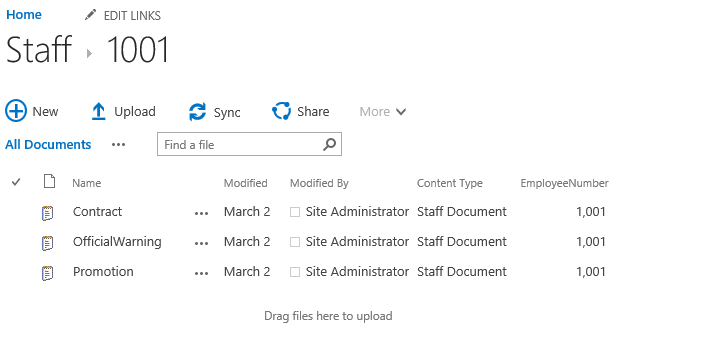 Home EDIT LINKS
Staff ▸ 1001
New Upload Sync Share More
All Documents ••• Find a file
Name Modified Modified By Content Type EmployeeNumber
Contract ••• March 2 Site Administrator Staff Document 1,001
OfficialWarning ••• March 2 Site Administrator Staff Document 1,001
Promotion ••• March 2 Site Administrator Staff Document 1,001
Drag files here to upload